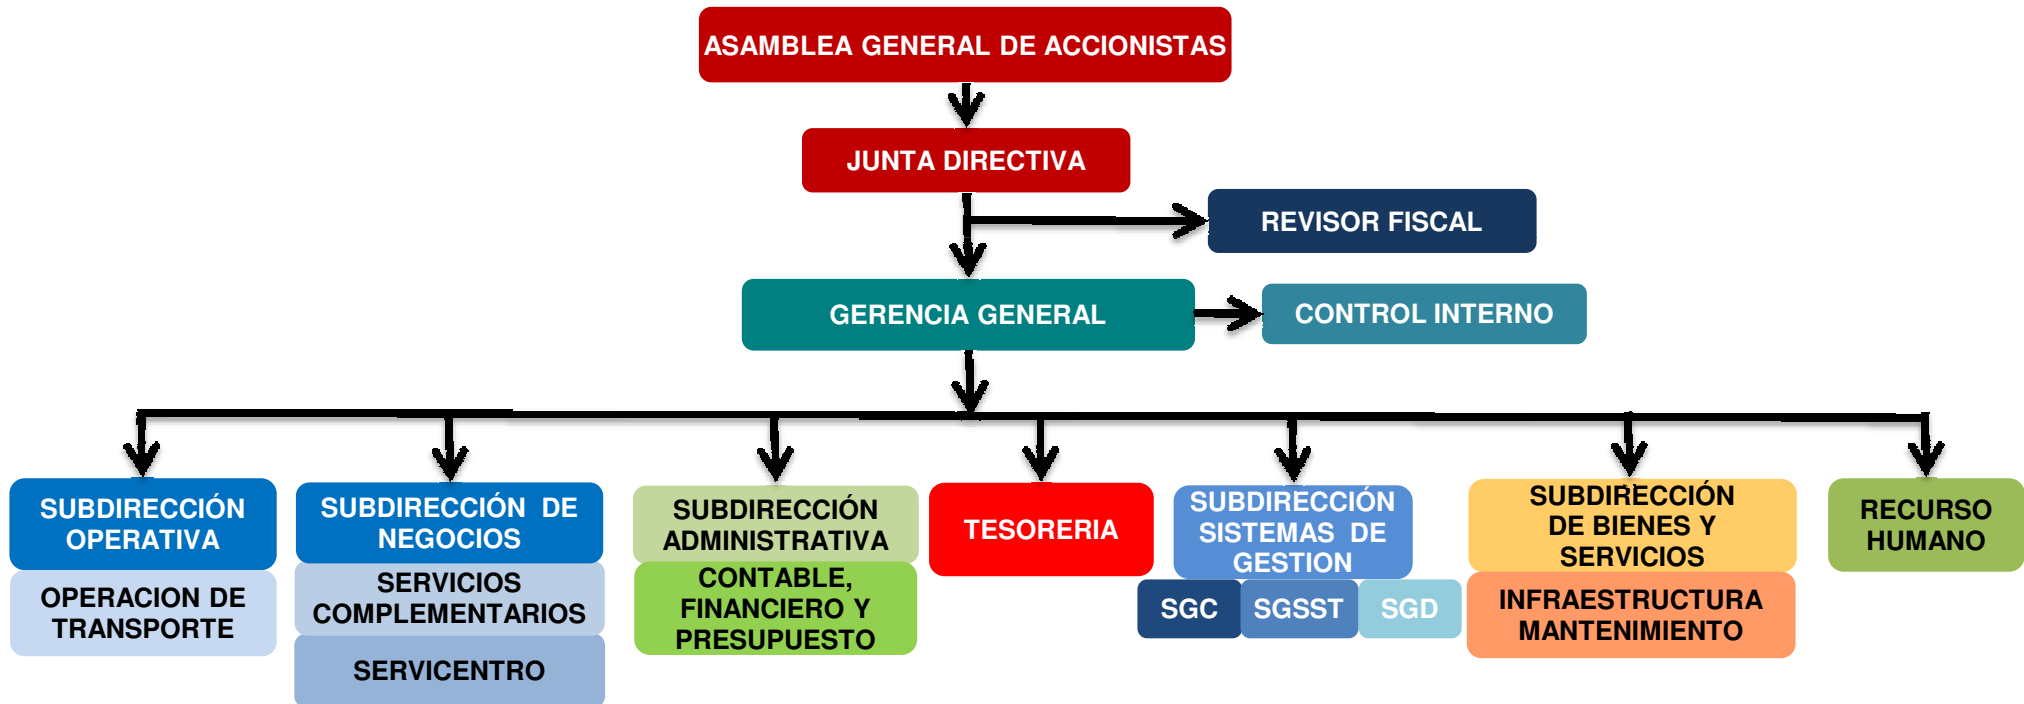 ASAMBLEA GENERAL DE ACCIONISTAS
JUNTA DIRECTIVA
REVISOR FISCAL
GERENCIA GENERAL
CONTROL INTERNO
SUBDIRECCIÓN
OPERATIVA
OPERACION DE
TRANSPORTE
SUBDIRECCIÓN DE
NEGOCIOS
SERVICIOS
COMPLEMENTARIOS
SERVICENTRO
SUBDIRECCIÓN
ADMINISTRATIVA
CONTABLE,
FINANCIERO Y
PRESUPUESTO
TESORERIA
SUBDIRECCIÓN
SISTEMAS DE
GESTION
SGC
SGSST
SGD
SUBDIRECCIÓN
DE BIENES Y
SERVICIOS
INFRAESTRUCTURA
MANTENIMIENTO
RECURSO
HUMANO